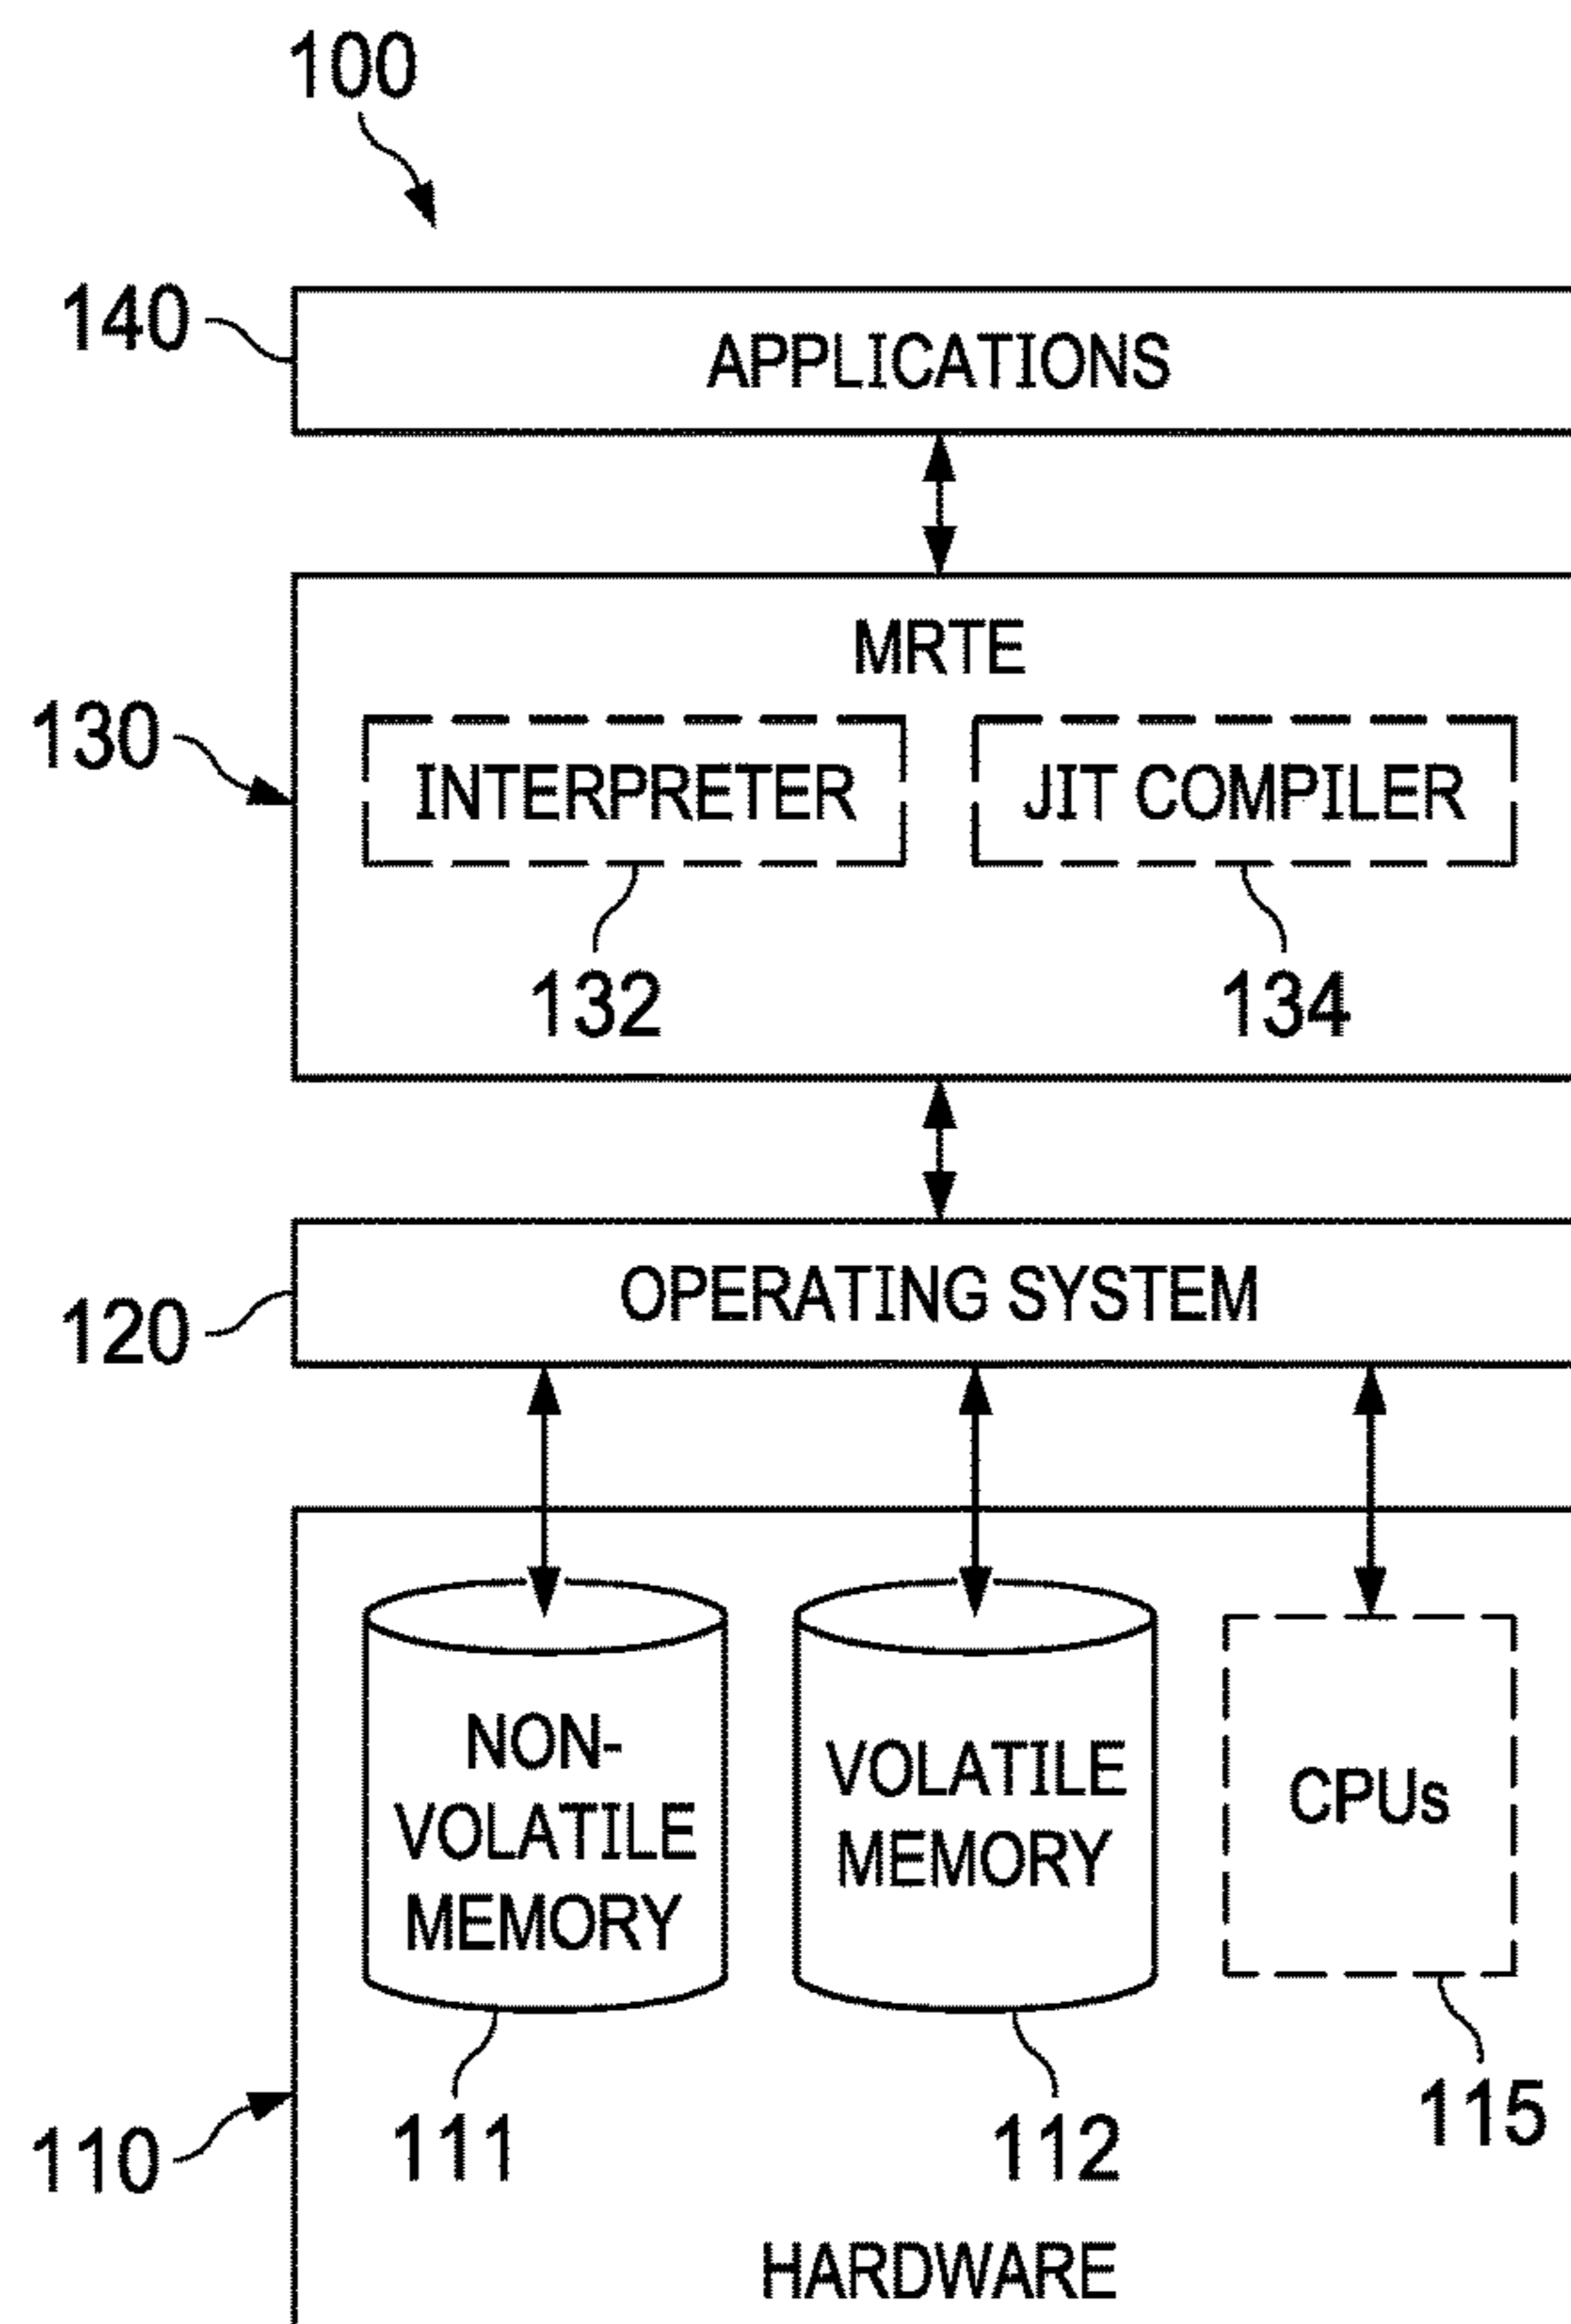 100
140
APPLICATIONS
MRTE
130
INTERPRETER
JIT COMPILER
132
134
OPERATING SYSTEM
120
NON-
VOLATILE
MEMORY
VOLATILE
MEMORY
CPUs
110
111
112
115
HARDWARE